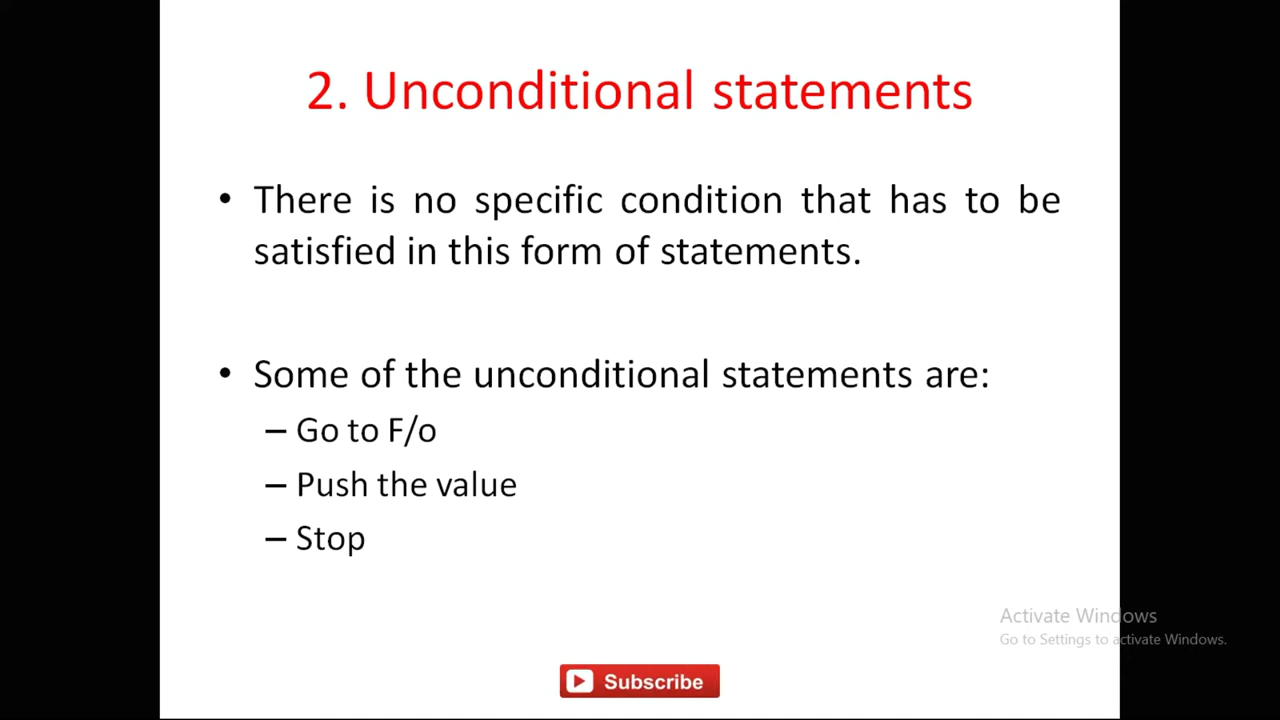 2. Unconditional statements
• There is no specific condition that has to be
satisfied in this form of statements.
• Some of the unconditional statements are:
– Go to F/o
– Push the value
– Stop
Activate Windows
Go to Settings to activate Windows.
Subscribe